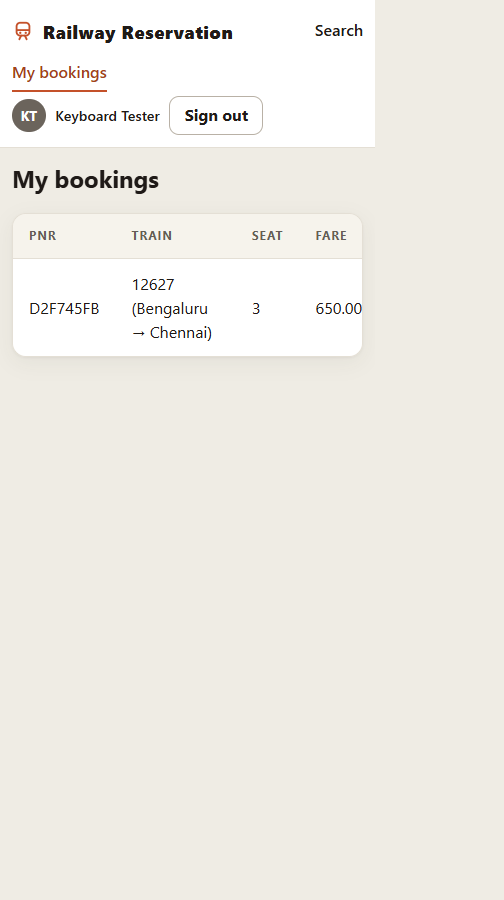 Railway Reservation
Search
My bookings
KT
Keyboard Tester
Sign out
My bookings
PNR TRAIN SEAT FARE
12627
D2F745FB (Bengaluru 3 650.00
→ Chennai)